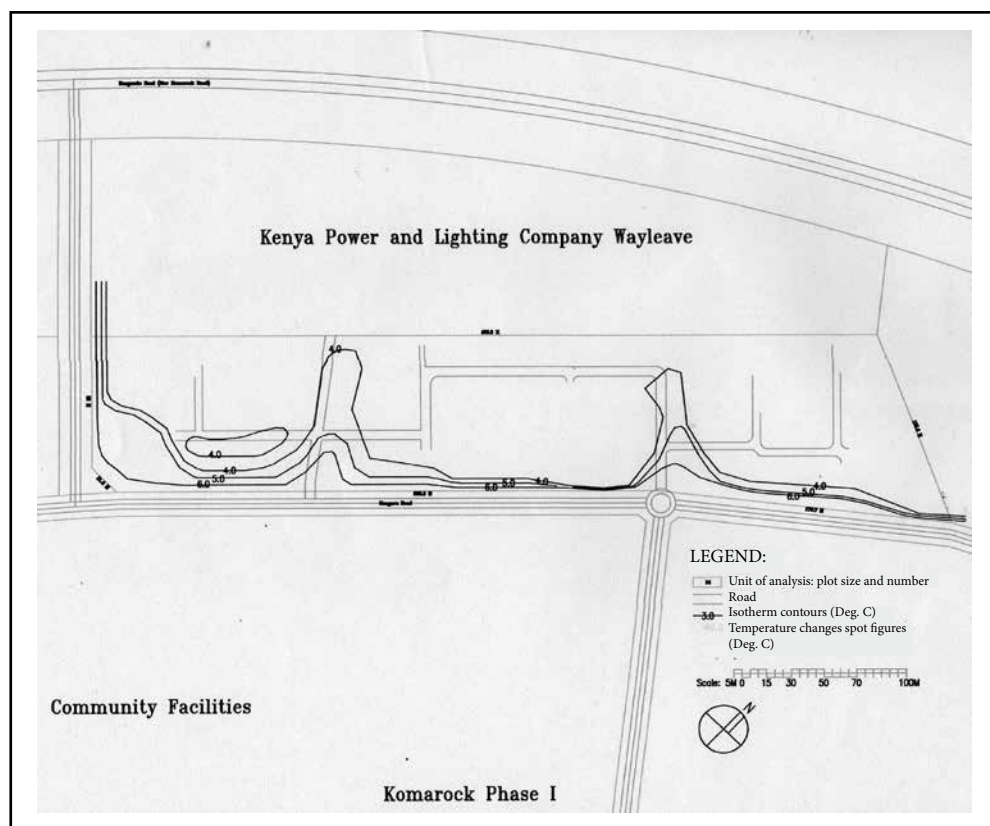 Kenya Power and Lighting Company Wayleave
4.0
4.0
4.0
5.0
6.0
6.0
5.0
4.0
4.0
5.0
6.0
LEGEND:
Unit of analysis: plot size and number
Road
3.0 Isotherm contours (Deg. C)
Temperature changes spot figures
(Deg. C)
Scale: 5M 0 15 30 50 70 100M
N
Community Facilities
Komarock Phase I